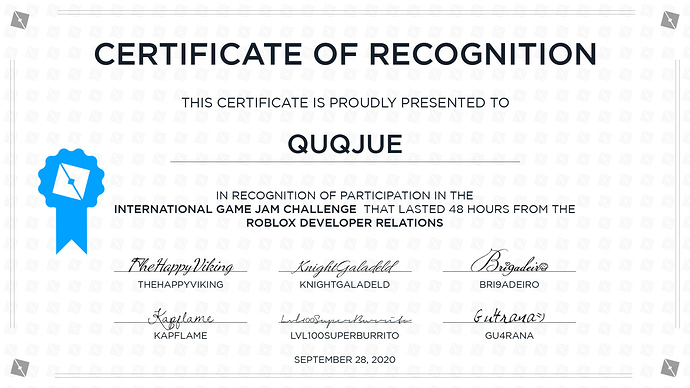 CERTIFICATE OF RECOGNITION
THIS CERTIFICATE IS PROUDLY PRESENTED TO
QUQJUE
IN RECOGNITION OF PARTICIPATION IN THE
INTERNATIONAL GAME JAM CHALLENGE THAT LASTED 48 HOURS FROM THE
ROBLOX DEVELOPER RELATIONS
TheHappyViking KnightGaladeld Bri9adeiro
THEHAPPYVIKING KNIGHTGALADELD BRI9ADEIRO
Kapflame Lvl100SuperBurrito Gu4rana
KAPFLAME LVL100SUPERBURRITO GU4RANA
SEPTEMBER 28, 2020